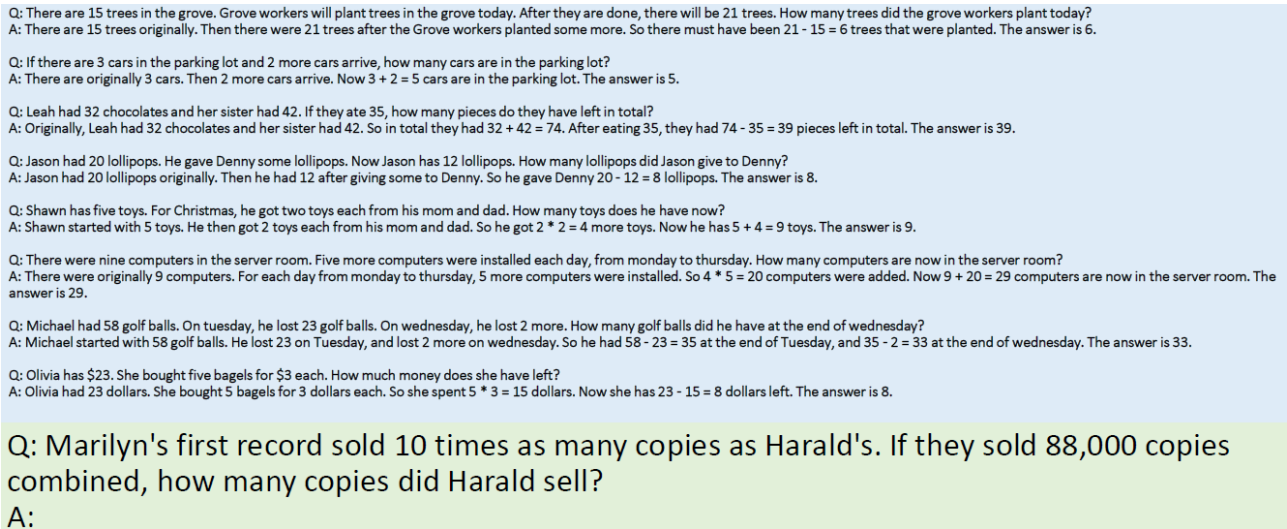 Q: There are 15 trees in the grove. Grove workers will plant trees in the grove today. After they are done, there will be 21 trees. How many trees did the grove workers plant today?
A: There are 15 trees originally. Then there were 21 trees after the Grove workers planted some more. So there must have been 21 - 15 = 6 trees that were planted. The answer is 6.
Q: If there are 3 cars in the parking lot and 2 more cars arrive, how many cars are in the parking lot?
A: There are originally 3 cars. Then 2 more cars arrive. Now 3 + 2 = 5 cars are in the parking lot. The answer is 5.
Q: Leah had 32 chocolates and her sister had 42. If they ate 35, how many pieces do they have left in total?
A: Originally, Leah had 32 chocolates and her sister had 42. So in total they had 32 + 42 = 74. After eating 35, they had 74 - 35 = 39 pieces left in total. The answer is 39.
Q: Jason had 20 lollipops. He gave Denny some lollipops. Now Jason has 12 lollipops. How many lollipops did Jason give to Denny?
A: Jason had 20 lollipops originally. Then he had 12 after giving some to Denny. So he gave Denny 20 - 12 = 8 lollipops. The answer is 8.
Q: Shawn has five toys. For Christmas, he got two toys each from his mom and dad. How many toys does he have now?
A: Shawn started with 5 toys. He then got 2 toys each from his mom and dad. So he got 2 * 2 = 4 more toys. Now he has 5 + 4 = 9 toys. The answer is 9.
Q: There were nine computers in the server room. Five more computers were installed each day, from monday to thursday. How many computers are now in the server room?
A: There were originally 9 computers. For each day from monday to thursday, 5 more computers were installed. So 4 * 5 = 20 computers were added. Now 9 + 20 = 29 computers are now in the server room. The
answer is 29.
Q: Michael had 58 golf balls. On tuesday, he lost 23 golf balls. On wednesday, he lost 2 more. How many golf balls did he have at the end of wednesday?
A: Michael started with 58 golf balls. He lost 23 on Tuesday, and lost 2 more on wednesday. So he had 58 - 23 = 35 at the end of Tuesday, and 35 - 2 = 33 at the end of wednesday. The answer is 33.
Q: Olivia has $23. She bought five bagels for $3 each. How much money does she have left?
A: Olivia had 23 dollars. She bought 5 bagels for 3 dollars each. So she spent 5 * 3 = 15 dollars. Now she has 23 - 15 = 8 dollars left. The answer is 8.
Q: Marilyn's first record sold 10 times as many copies as Harald's. If they sold 88,000 copies
combined, how many copies did Harald sell?
A: